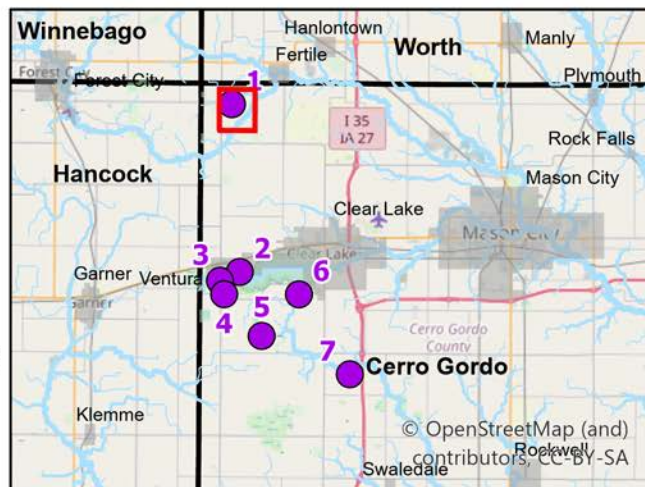 Winnebago
Hanlontown
Worth
Manly
Fertile
Forest City
Forest City
1
Plymouth
I 35
IA 27
Rock Falls
Hancock
Mason City
Clear Lake
Mason City
Clear Lake
Garner
Ventura
3
2
6
Garner
4
5
Cerro Gordo
County
7
Cerro Gordo
Klemme
© OpenStreetMap (and)
contributors, CC-BY-SA
Rockwell
Swaledale